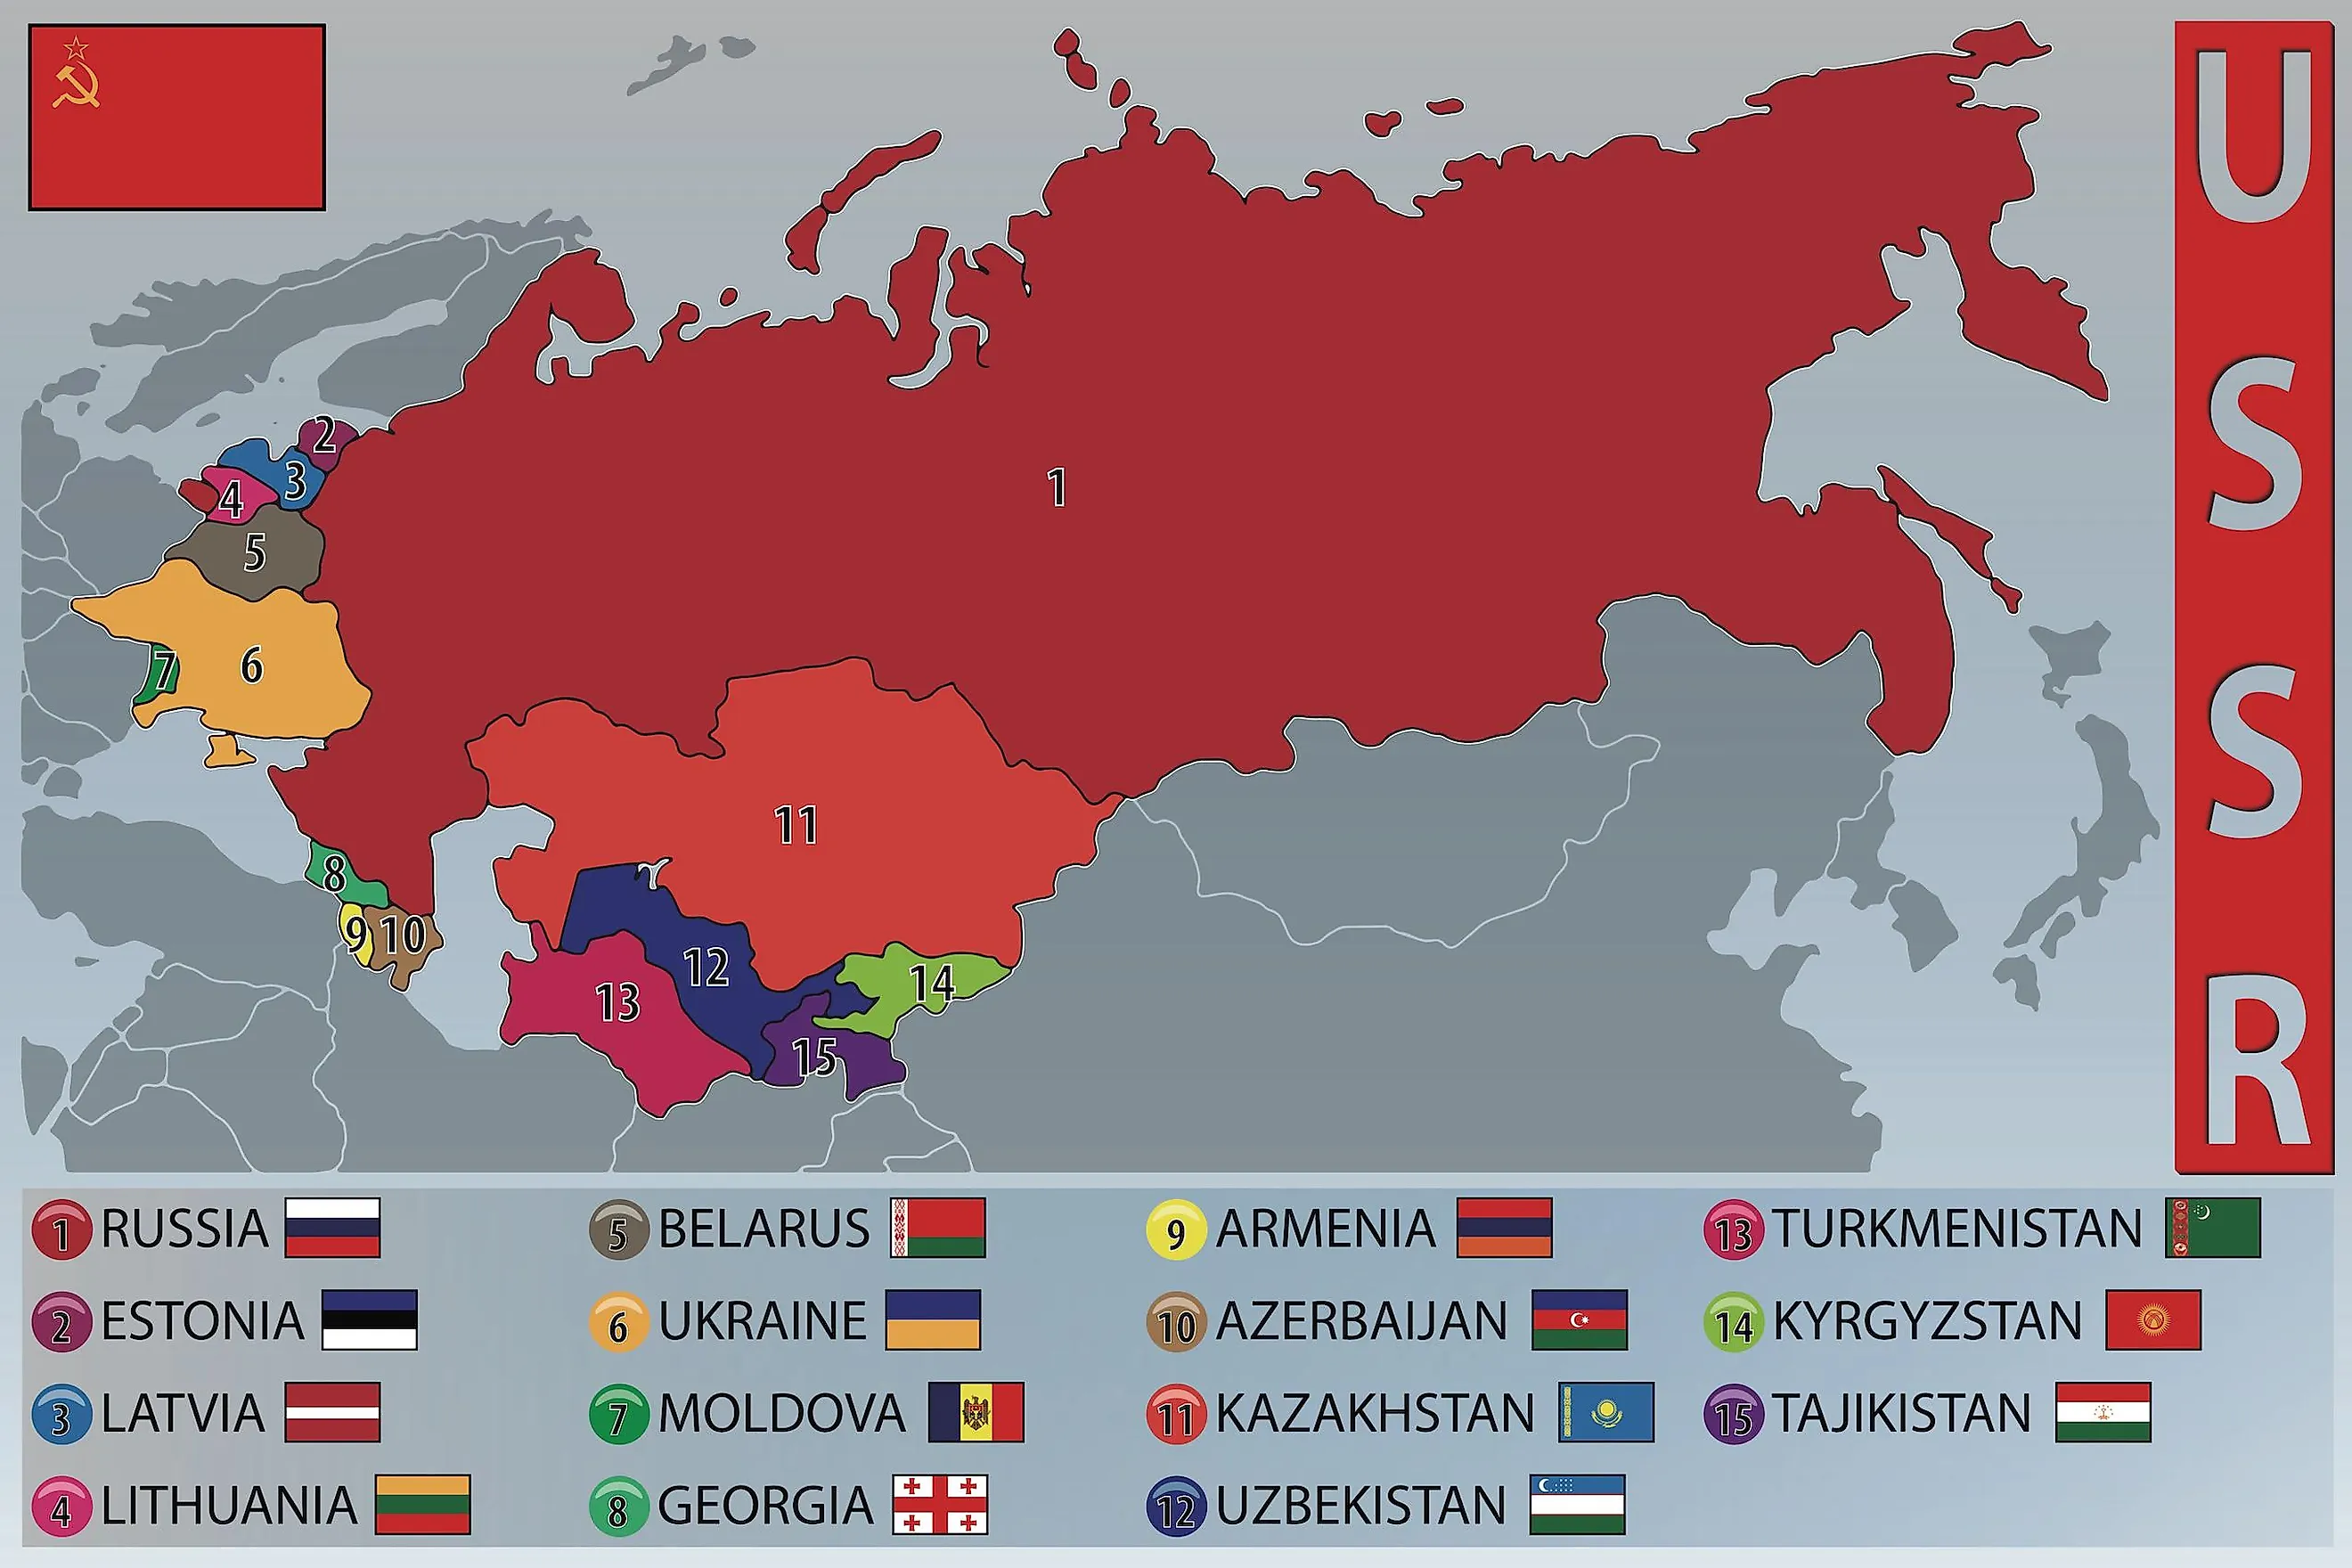 U
S
S
R
1
2
3
4
5
6
7
8
9
10
11
12
13
14
15
1 RUSSIA
2 ESTONIA
3 LATVIA
4 LITHUANIA
5 BELARUS
6 UKRAINE
7 MOLDOVA
8 GEORGIA
9 ARMENIA
10 AZERBAIJAN
11 KAZAKHSTAN
12 UZBEKISTAN
13 TURKMENISTAN
14 KYRGYZSTAN
15 TAJIKISTAN